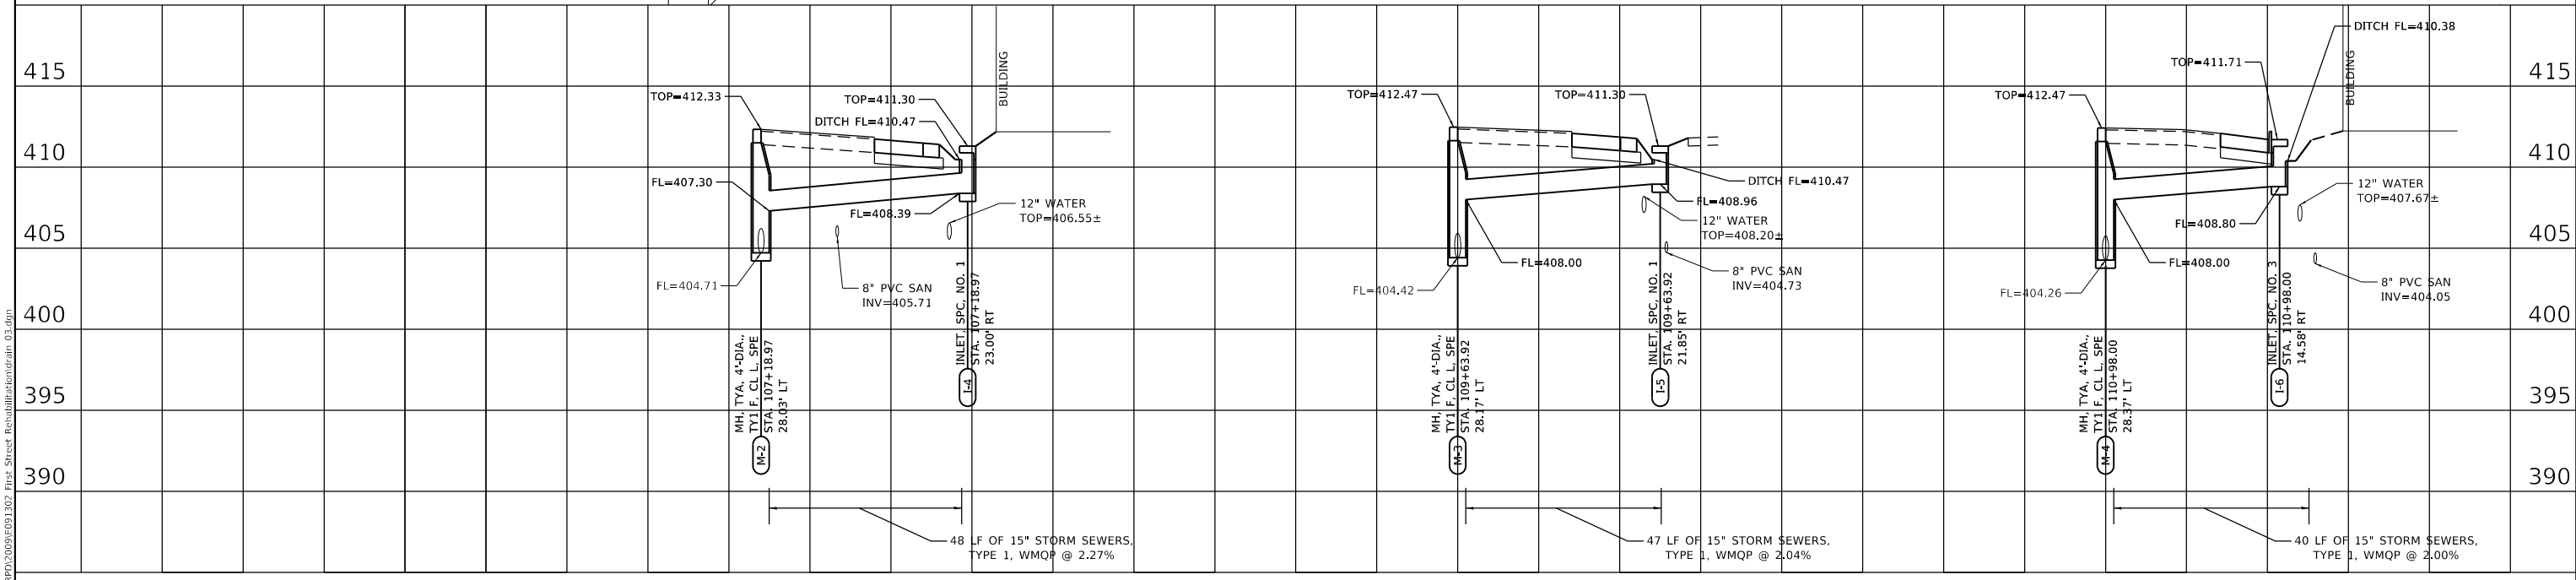 415
410
405
400
395
390
TOP=412.33
TOP=411.30
DITCH FL=410.47
BUILDING
FL=407.30
FL=408.39
12" WATER
TOP=406.55±
FL=404.71
8" PVC SAN
INV=405.71
MH, TYA, 4'-DIA.,
TY1 F, CL L, SPE
STA. 107+18.97
28.03' LT
M-2
INLET, SPC, NO. 1
STA. 107+18.97
23.00' RT
I-4
48 LF OF 15" STORM SEWERS,
TYPE 1, WMQP @ 2.27%
TOP=412.47
TOP=411.30
DITCH FL=410.47
FL=408.96
12" WATER
TOP=408.20±
FL=408.00
8" PVC SAN
INV=404.73
FL=404.42
MH, TYA, 4'-DIA.,
TY1 F, CL L, SPE
STA. 109+63.92
28.17' LT
M-3
INLET, SPC, NO. 1
STA. 109+63.92
21.85' RT
I-5
47 LF OF 15" STORM SEWERS,
TYPE 1, WMQP @ 2.04%
DITCH FL=410.38
TOP=411.71
TOP=412.47
BUILDING
12" WATER
TOP=407.67±
FL=408.80
FL=408.00
8" PVC SAN
INV=404.05
FL=404.26
MH, TYA, 4'-DIA.,
TY1 F, CL L, SPE
STA. 110+98.00
28.37' LT
M-4
INLET, SPC, NO. 3
STA. 110+98.00
14.58' RT
I-6
40 LF OF 15" STORM SEWERS,
TYPE 1, WMQP @ 2.00%
415
410
405
400
395
390
RPD\2009\E091302 First Street Rehabilitation\drain 03.dgn